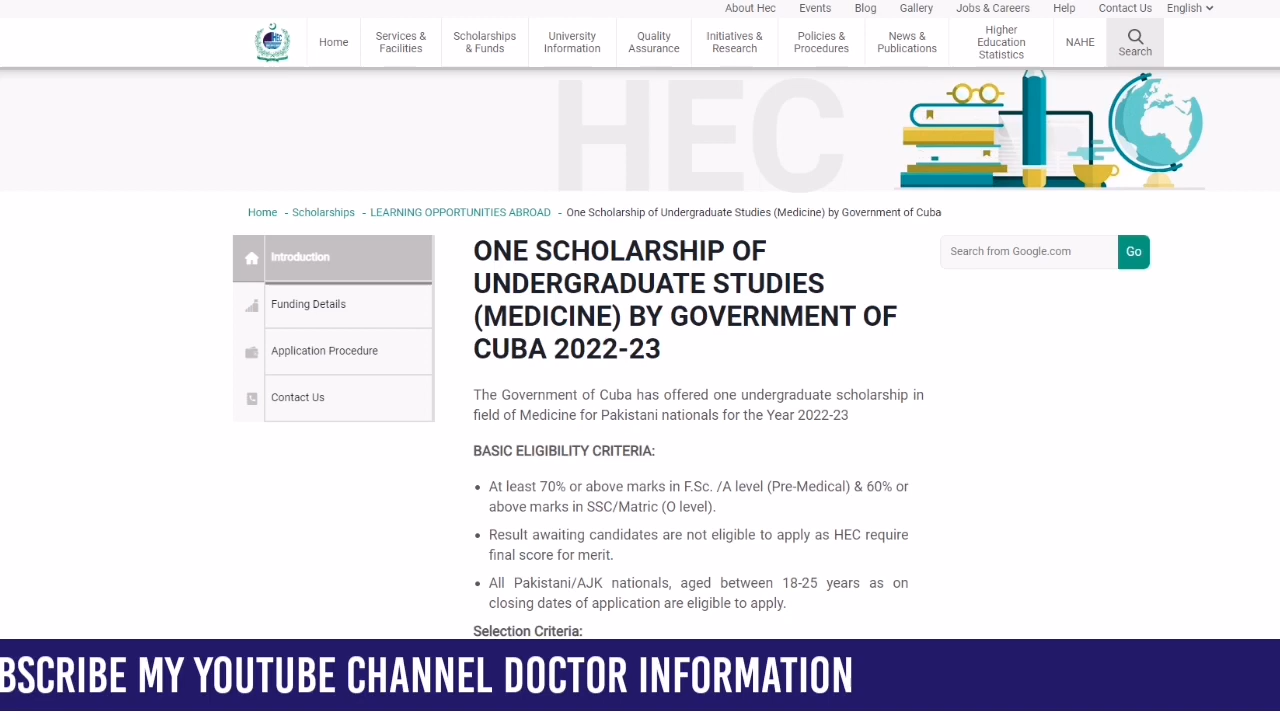 About Hec Events Blog Gallery Jobs & Careers Help Contact Us English
HEC
Home
Services &
Facilities
Scholarships
& Funds
University
Information
Quality
Assurance
Initiatives &
Research
Policies &
Procedures
News &
Publications
Higher
Education
Statistics
NAHE
Search
HEC
Home - Scholarships - LEARNING OPPORTUNITIES ABROAD - One Scholarship of Undergraduate Studies (Medicine) by Government of Cuba
Introduction
Funding Details
Application Procedure
Contact Us
ONE SCHOLARSHIP OF
UNDERGRADUATE STUDIES
(MEDICINE) BY GOVERNMENT OF
CUBA 2022-23
Search from Google.com Go
The Government of Cuba has offered one undergraduate scholarship in
field of Medicine for Pakistani nationals for the Year 2022-23
BASIC ELIGIBILITY CRITERIA:
• At least 70% or above marks in F.Sc. /A level (Pre-Medical) & 60% or
above marks in SSC/Matric (O level).
• Result awaiting candidates are not eligible to apply as HEC require
final score for merit.
• All Pakistani/AJK nationals, aged between 18-25 years as on
closing dates of application are eligible to apply.
Selection Criteria:
BSCRIBE MY YOUTUBE CHANNEL DOCTOR INFORMATION